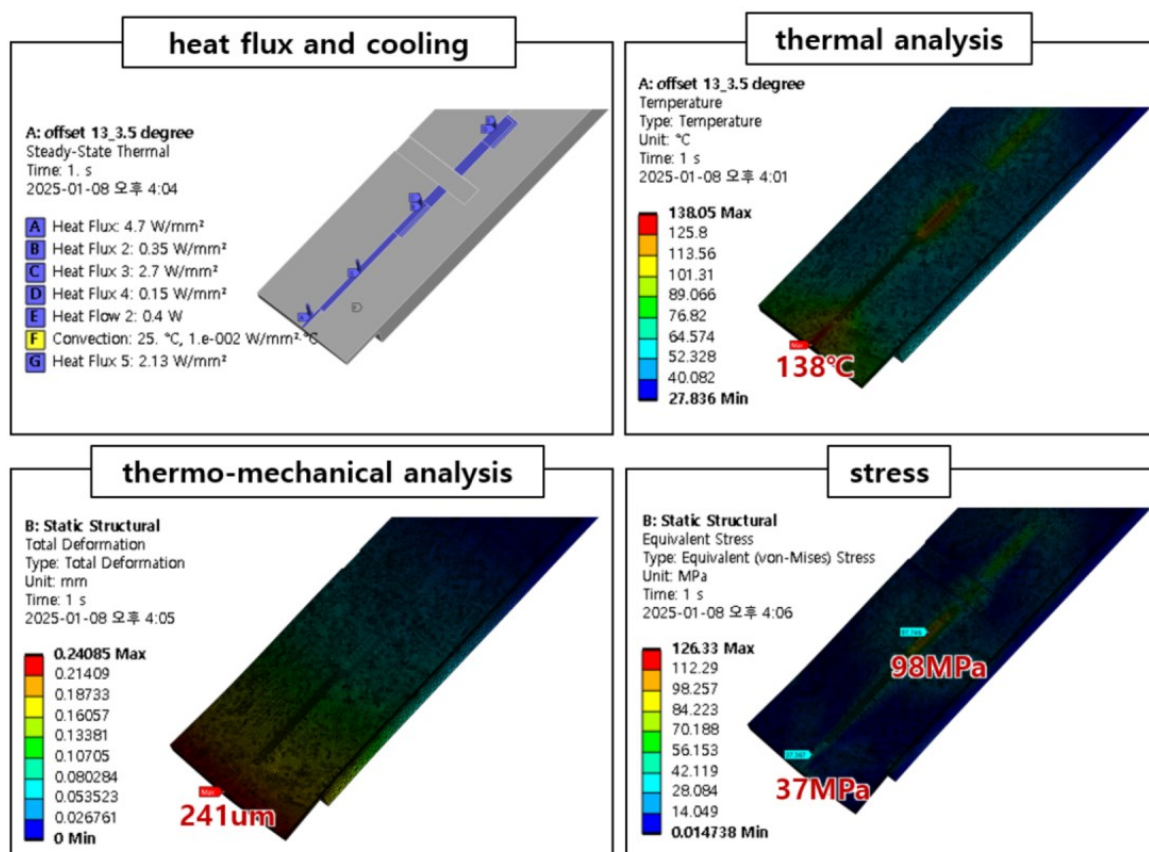 heat flux and cooling
A: offset 13_3.5 degree
Steady-State Thermal
Time: 1. s
2025-01-08 오후 4:04
A Heat Flux: 4.7 W/mm²
B Heat Flux 2: 0.35 W/mm²
C Heat Flux 3: 2.7 W/mm²
D Heat Flux 4: 0.15 W/mm²
E Heat Flow 2: 0.4 W
F Convection: 25. °C, 1.e-002 W/mm²·°C
G Heat Flux 5: 2.13 W/mm²
thermal analysis
A: offset 13_3.5 degree
Temperature
Type: Temperature
Unit: °C
Time: 1 s
2025-01-08 오후 4:01
138.05 Max
125.8
113.56
101.31
89.066
76.82
64.574
52.328
40.082
27.836 Min
Max
138℃
thermo-mechanical analysis
B: Static Structural
Total Deformation
Type: Total Deformation
Unit: mm
Time: 1 s
2025-01-08 오후 4:05
0.24085 Max
0.21409
0.18733
0.16057
0.13381
0.10705
0.080284
0.053523
0.026761
0 Min
Max
241um
stress
B: Static Structural
Equivalent Stress
Type: Equivalent (von-Mises) Stress
Unit: MPa
Time: 1 s
2025-01-08 오후 4:06
126.33 Max
112.29
98.257
84.223
70.188
56.153
42.119
28.084
14.049
0.014738 Min
98MPa
37MPa